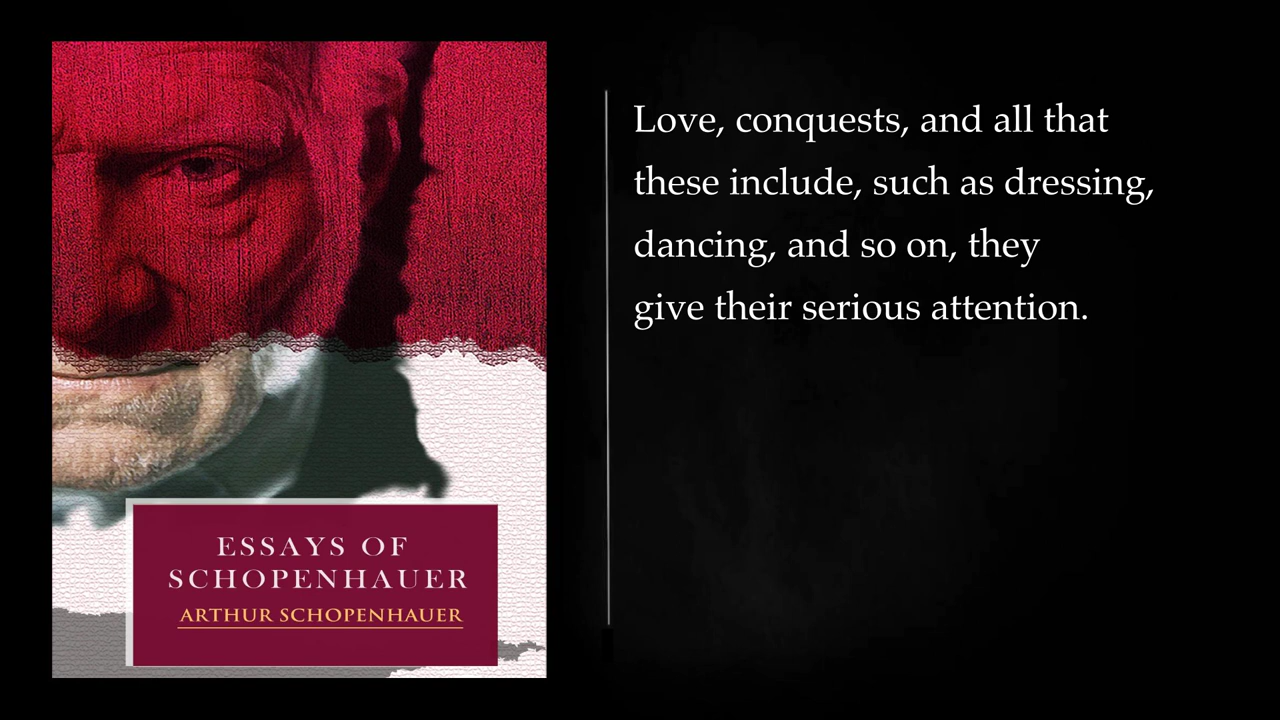 ESSAYS OF
SCHOPENHAUER
ARTHUR SCHOPENHAUER
Love, conquests, and all that
these include, such as dressing,
dancing, and so on, they
give their serious attention.